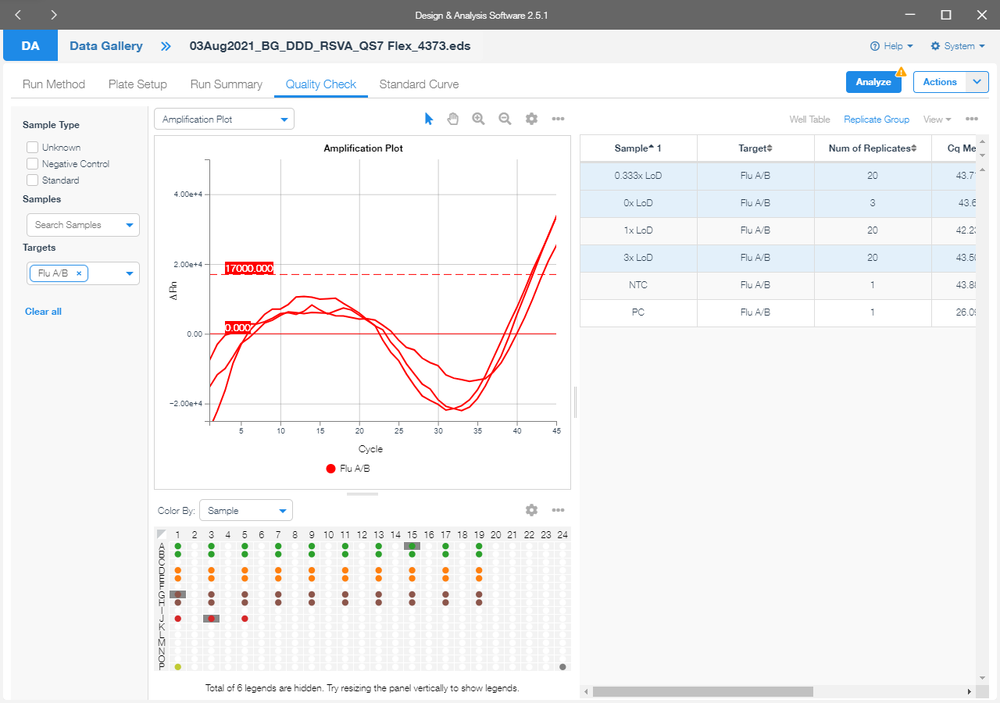 Design & Analysis Software 2.5.1
DA
Data Gallery
03Aug2021_BG_DDD_RSVA_QS7 Flex_4373.eds
Help
System
Run Method
Plate Setup
Run Summary
Quality Check
Standard Curve
Analyze
Actions
Sample Type
Unknown
Negative Control
Standard
Samples
Search Samples
Targets
Flu A/B ×
Clear all
Amplification Plot
Amplification Plot
4.00e+4
2.00e+4
0.00
−2.00e+4
Δ Rn
17000.000
0.000
5 10 15 20 25 30 35 40 45
Cycle
Flu A/B
Color By:
Sample
1 2 3 4 5 6 7 8 9 10 11 12 13 14 15 16 17 18 19 20 21 22 23 24
A
B
C
D
E
F
G
H
I
J
K
L
M
N
O
P
Total of 6 legends are hidden. Try resizing the panel vertically to show legends.
Well Table
Replicate Group
View
Sample 1 Target Num of Replicates Cq Me
0.333x LoD Flu A/B 20 43.71
0x LoD Flu A/B 3 43.6
1x LoD Flu A/B 20 42.23
3x LoD Flu A/B 20 43.50
NTC Flu A/B 1 43.88
PC Flu A/B 1 26.09